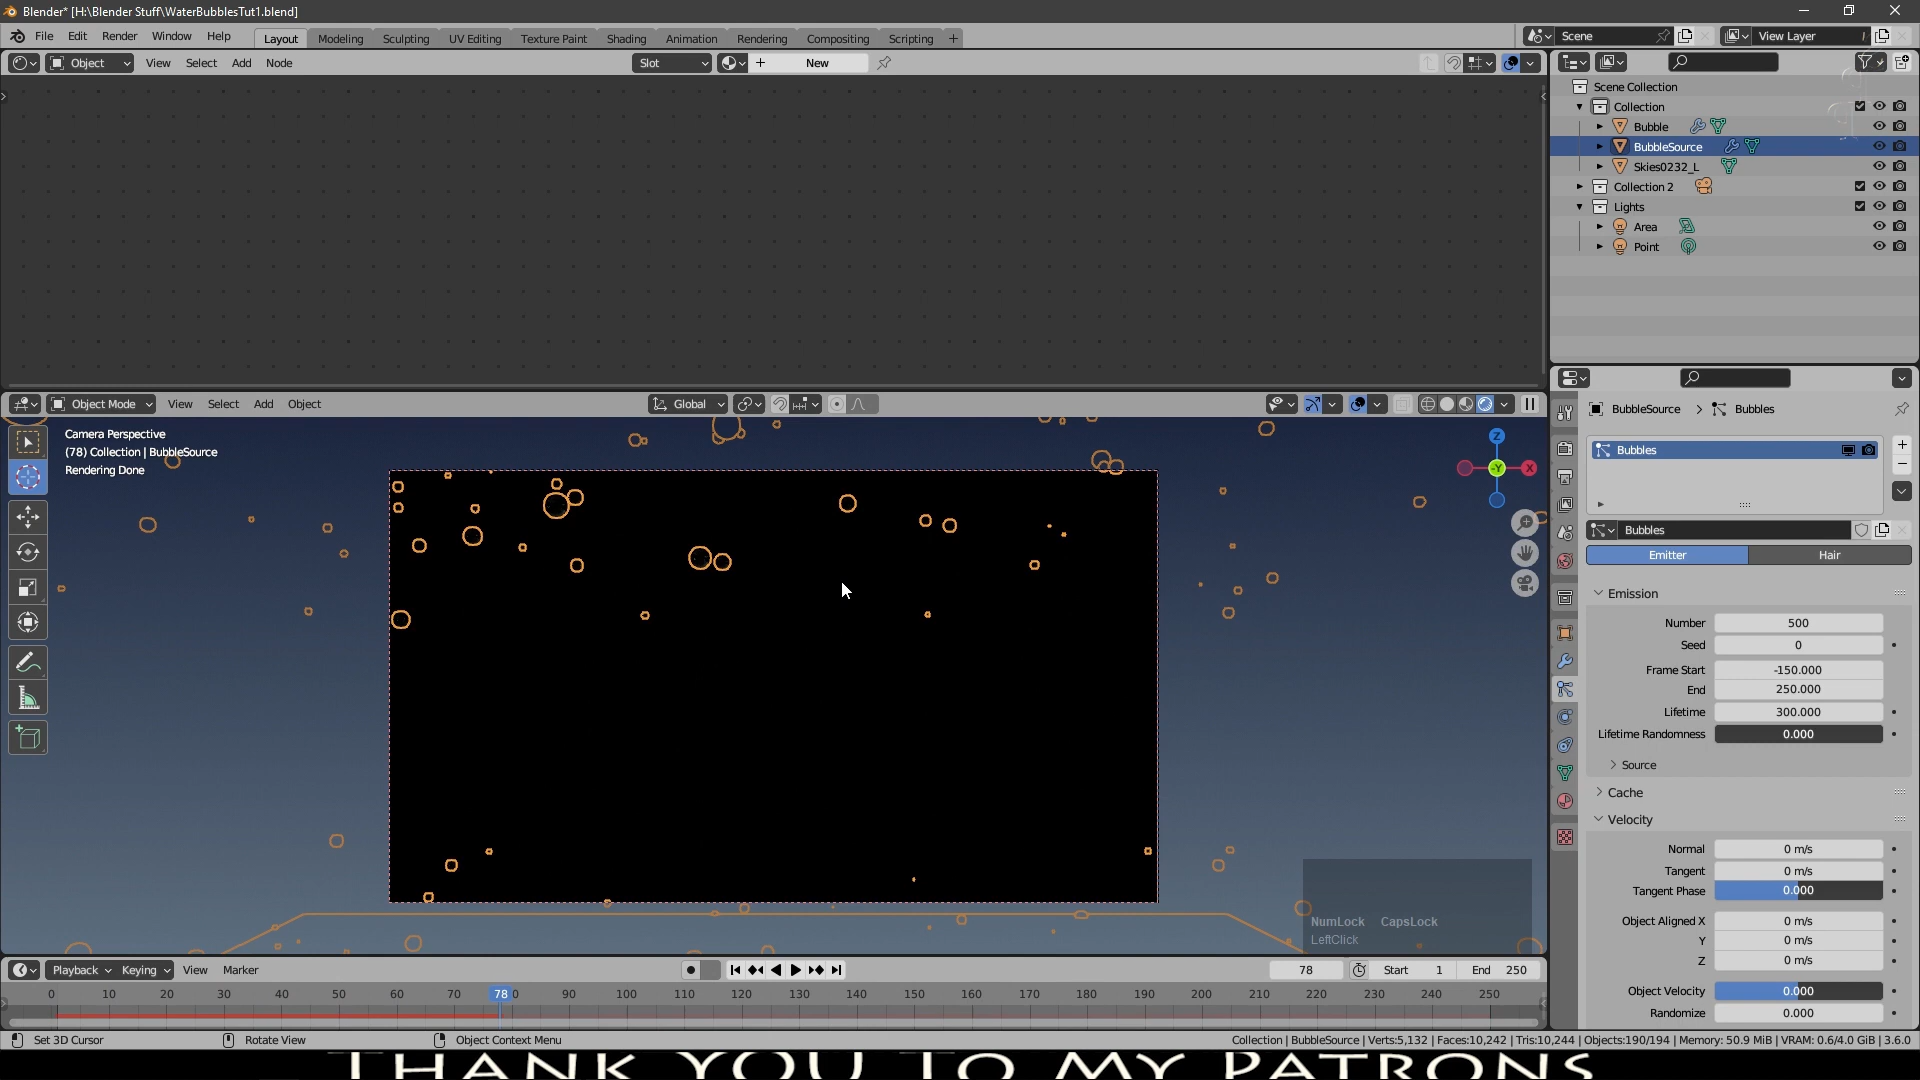 Blender* [H:\Blender Stuff\WaterBubblesTut1.blend]
File Edit Render Window Help Layout Modeling Sculpting UV Editing Texture Paint Shading Animation Rendering Compositing Scripting + Scene View Layer
Object View Select Add Node Slot + New
Scene Collection
Collection
Bubble
BubbleSource
Skies0232_L
Collection 2
Lights
Area
Point
Object Mode View Select Add Object Global
Camera Perspective
(78) Collection | BubbleSource
Rendering Done
Z
-Y
X
NumLock CapsLock
LeftClick
BubbleSource > Bubbles
Bubbles
Bubbles
Emitter Hair
Emission
Number 500
Seed 0
Frame Start -150.000
End 250.000
Lifetime 300.000
Lifetime Randomness 0.000
Source
Cache
Velocity
Normal 0 m/s
Tangent 0 m/s
Tangent Phase 0.000
Object Aligned X 0 m/s
Y 0 m/s
Z 0 m/s
Object Velocity 0.000
Randomize 0.000
Playback Keying View Marker 78 Start 1 End 250
0 10 20 30 40 50 60 70 78 0 90 100 110 120 130 140 150 160 170 180 190 200 210 220 230 240 250
Set 3D Cursor Rotate View Object Context Menu Collection | BubbleSource | Verts:5,132 | Faces:10,242 | Tris:10,244 | Objects:190/194 | Memory: 50.9 MiB | VRAM: 0.6/4.0 GiB | 3.6.0
THANK YOU TO MY PATRONS